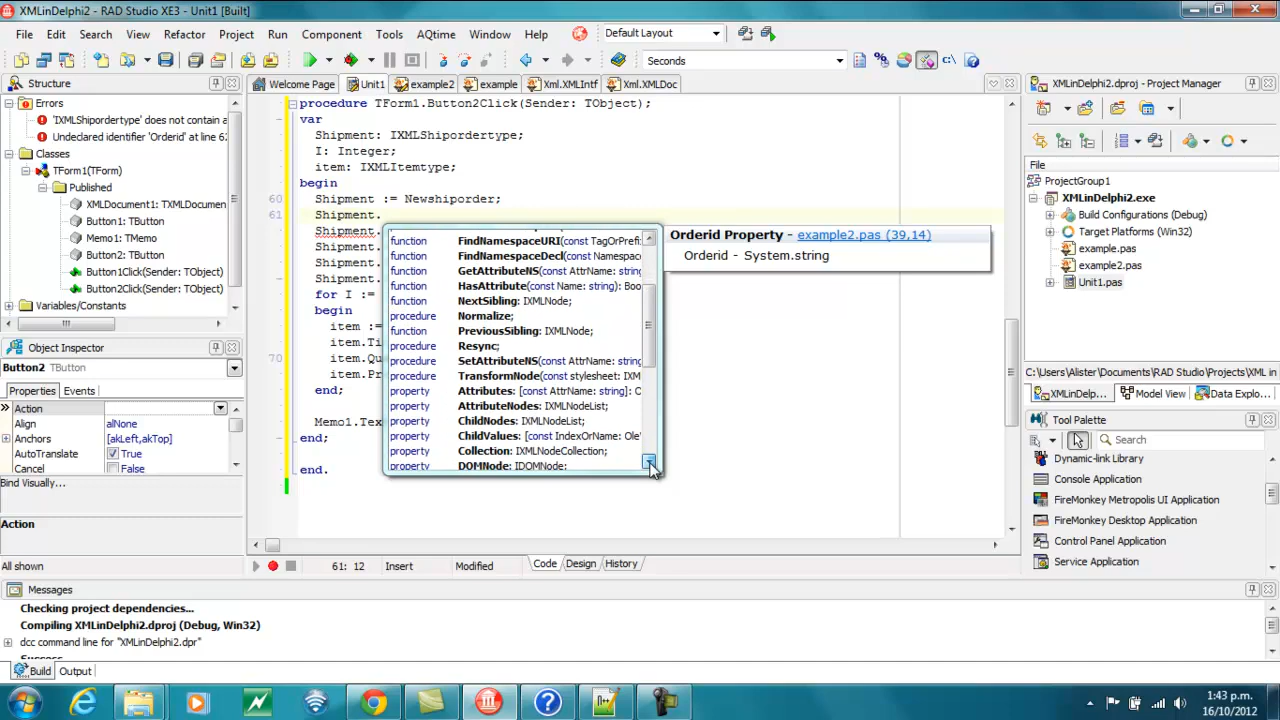 XMLinDelphi2 - RAD Studio XE3 - Unit1 [Built]
File Edit Search View Refactor Project Run Component Tools AQtime Window Help Default Layout
Seconds
Structure
Errors
'IXMLShipordertype' does not contain a
Undeclared identifier 'Orderid' at line 62
Classes
TForm1(TForm)
Published
XMLDocument1: TXMLDocumen
Button1: TButton
Memo1: TMemo
Button2: TButton
Button1Click(Sender: TObject)
Button2Click(Sender: TObject)
Variables/Constants
Object Inspector
Button2 TButton
Properties Events
Action
Align alNone
Anchors [akLeft,akTop]
AutoTranslate True
Cancel False
Bind Visually...
Action
All shown
Welcome Page Unit1 example2 example Xml.XMLIntf Xml.XMLDoc
procedure TForm1.Button2Click(Sender: TObject);
var
Shipment: IXMLShipordertype;
I: Integer;
item: IXMLItemtype;
begin
60 Shipment := Newshiporder;
61 Shipment.
Shipment.
Shipment.
Shipment.
Shipment.
for I :=
begin
item :=
item.Ti
70 item.Qu
item.Pr
end;
Memo1.Tex
end;
end.
function FindNamespaceURI(const TagOrPrefi
function FindNamespaceDecl(const Namespac
function GetAttributeNS(const AttrName: string
function HasAttribute(const Name: string): Boo
function NextSibling: IXMLNode;
procedure Normalize;
function PreviousSibling: IXMLNode;
procedure Resync;
procedure SetAttributeNS(const AttrName: string
procedure TransformNode(const stylesheet: IXM
property Attributes: [const AttrName: string]: O
property AttributeNodes: IXMLNodeList;
property ChildNodes: IXMLNodeList;
property ChildValues: [const IndexOrName: Ole
property Collection: IXMLNodeCollection;
property DOMNode: IDOMNode;
Orderid Property - example2.pas (39,14)
Orderid - System.string
61: 12 Insert Modified Code Design History
XMLinDelphi2.dproj - Project Manager
File
ProjectGroup1
XMLinDelphi2.exe
Build Configurations (Debug)
Target Platforms (Win32)
example.pas
example2.pas
Unit1.pas
C:\Users\Alister\Documents\RAD Studio\Projects\XML in
XMLinDelp... Model View Data Explo...
Tool Palette
Search
Dynamic-link Library
Console Application
FireMonkey Metropolis UI Application
FireMonkey Desktop Application
Control Panel Application
Service Application
Messages
Checking project dependencies...
Compiling XMLinDelphi2.dproj (Debug, Win32)
dcc command line for "XMLinDelphi2.dpr"
Success
Build Output
1:43 p.m.
16/10/2012